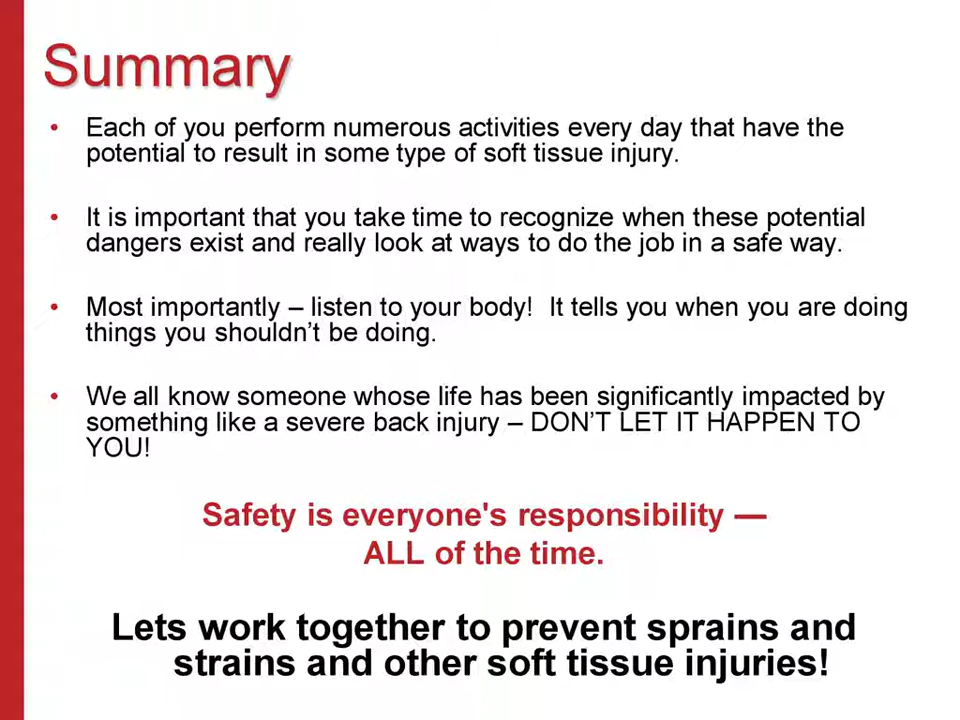 Summary
• Each of you perform numerous activities every day that have the
potential to result in some type of soft tissue injury.
• It is important that you take time to recognize when these potential
dangers exist and really look at ways to do the job in a safe way.
• Most importantly – listen to your body!  It tells you when you are doing
things you shouldn’t be doing.
• We all know someone whose life has been significantly impacted by
something like a severe back injury – DON’T LET IT HAPPEN TO
YOU!
Safety is everyone's responsibility —
ALL of the time.
Lets work together to prevent sprains and
strains and other soft tissue injuries!